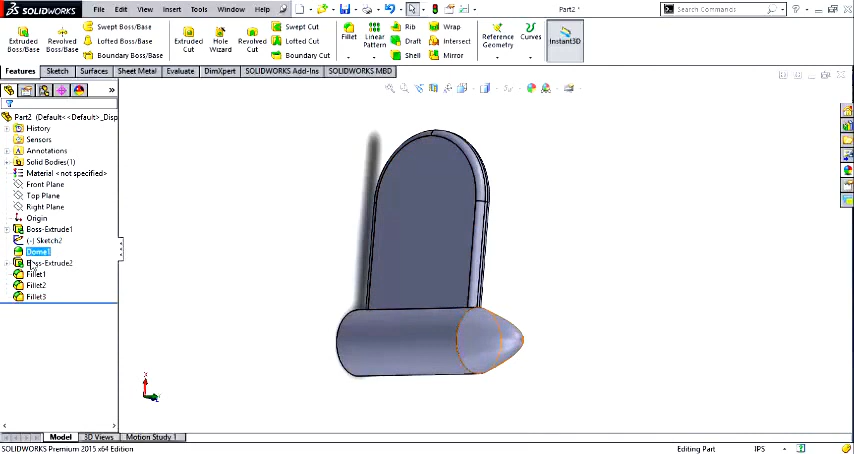 SOLIDWORKS File Edit View Insert Tools Window Help Part2 * Search Commands
Extruded Boss/Base
Revolved Boss/Base
Swept Boss/Base
Lofted Boss/Base
Boundary Boss/Base
Extruded Cut
Hole Wizard
Revolved Cut
Swept Cut
Lofted Cut
Boundary Cut
Fillet
Linear Pattern
Rib
Draft
Shell
Wrap
Intersect
Mirror
Reference Geometry
Curves
Instant3D
Features Sketch Surfaces Sheet Metal Evaluate DimXpert SOLIDWORKS Add-Ins SOLIDWORKS MBD
Part2 (Default<<Default>_Disp
History
Sensors
Annotations
Solid Bodies(1)
Material <not specified>
Front Plane
Top Plane
Right Plane
Origin
Boss-Extrude1
(-) Sketch2
Dome1
Boss-Extrude2
Fillet1
Fillet2
Fillet3
Model 3D Views Motion Study 1
SOLIDWORKS Premium 2015 x64 Edition Editing Part IPS